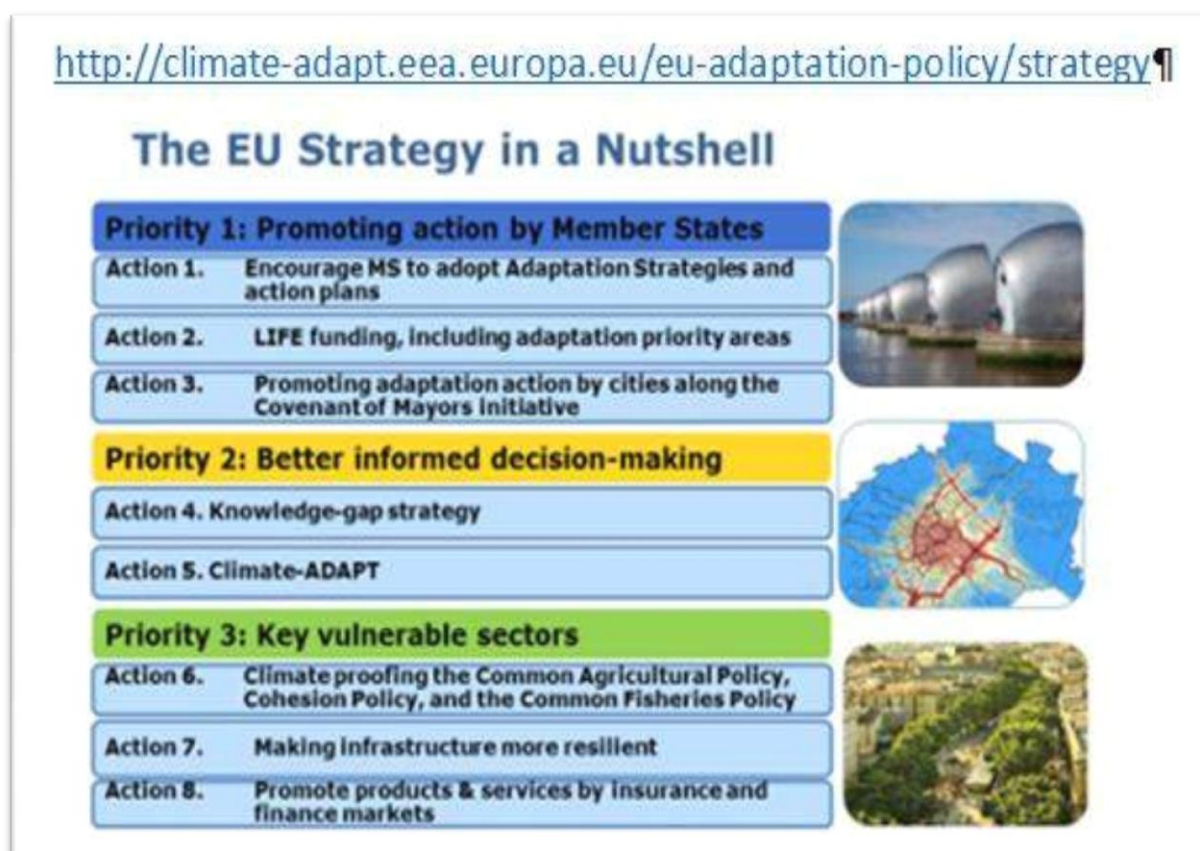 http://climate-adapt.eea.europa.eu/eu-adaptation-policy/strategy¶
The EU Strategy in a Nutshell
Priority 1: Promoting action by Member States
Action 1. Encourage MS to adopt Adaptation Strategies and
action plans
Action 2. LIFE funding, including adaptation priority areas
Action 3. Promoting adaptation action by cities along the
Covenant of Mayors initiative
Priority 2: Better informed decision-making
Action 4. Knowledge-gap strategy
Action 5. Climate-ADAPT
Priority 3: Key vulnerable sectors
Action 6. Climate proofing the Common Agricultural Policy,
Cohesion Policy, and the Common Fisheries Policy
Action 7. Making infrastructure more resilient
Action 8. Promote products & services by insurance and
finance markets